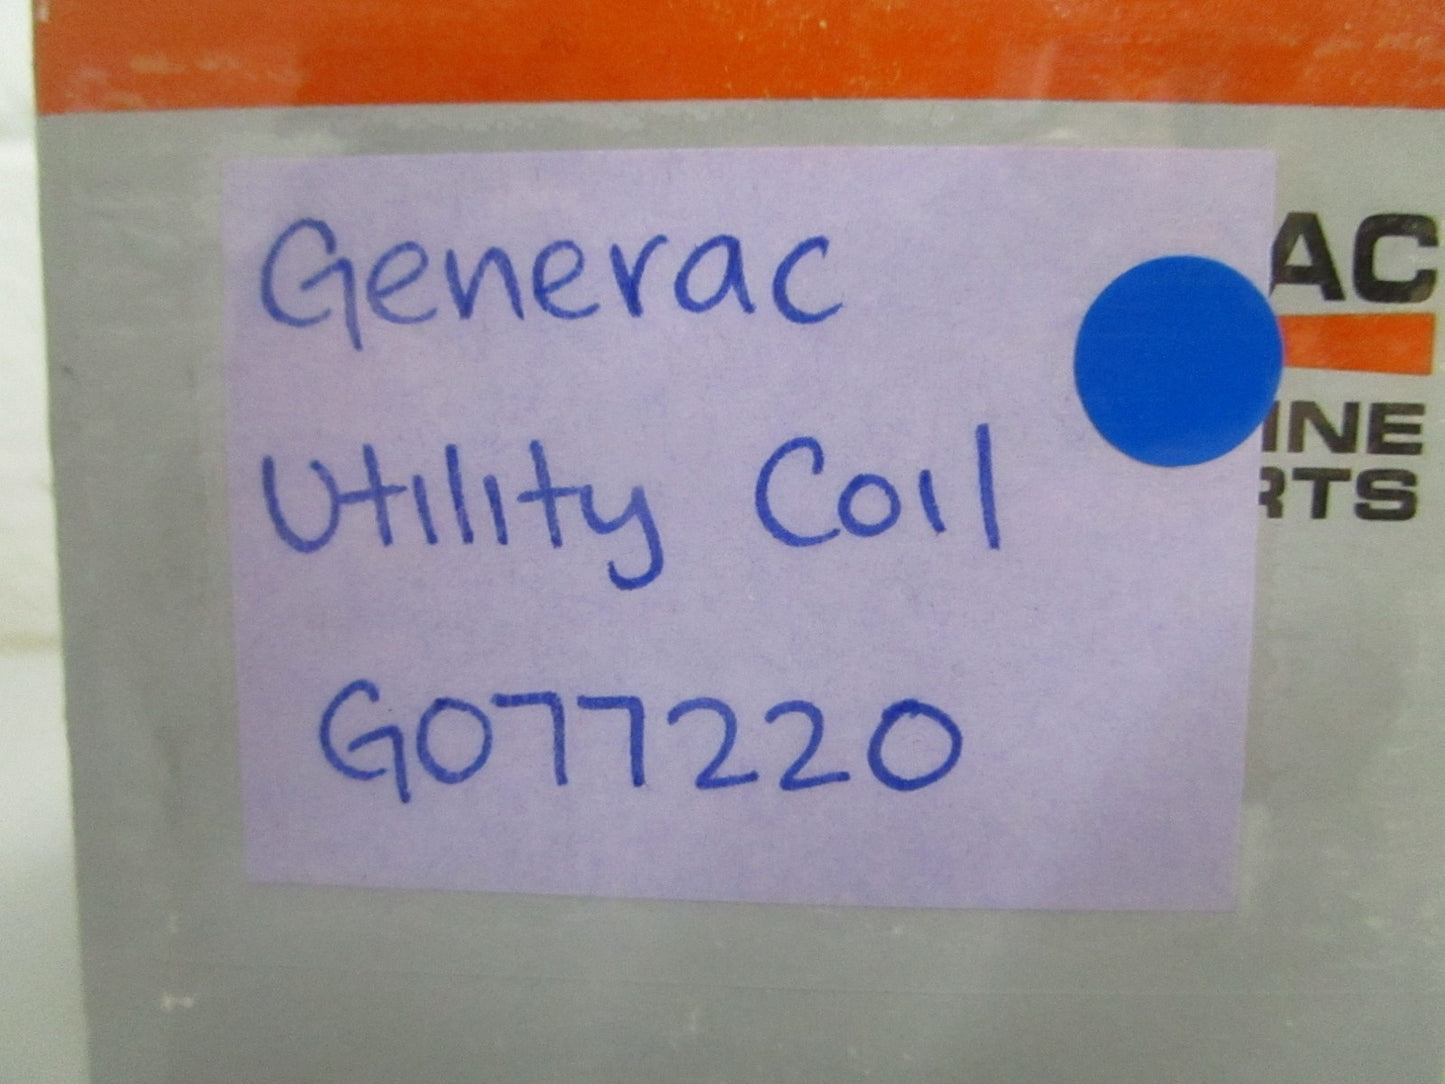 Generac
Utility Coil
G077220
AC
INE
RTS